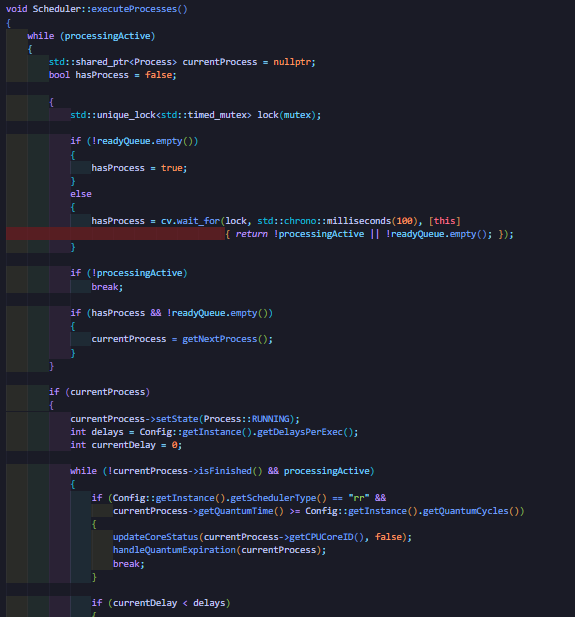 void Scheduler::executeProcesses()
{
while (processingActive)
{
std::shared_ptr<Process> currentProcess = nullptr;
bool hasProcess = false;
{
std::unique_lock<std::timed_mutex> lock(mutex);
if (!readyQueue.empty())
{
hasProcess = true;
}
else
{
hasProcess = cv.wait_for(lock, std::chrono::milliseconds(100), [this]
{ return !processingActive || !readyQueue.empty(); });
}
if (!processingActive)
break;
if (hasProcess && !readyQueue.empty())
{
currentProcess = getNextProcess();
}
}
if (currentProcess)
{
currentProcess->setState(Process::RUNNING);
int delays = Config::getInstance().getDelaysPerExec();
int currentDelay = 0;
while (!currentProcess->isFinished() && processingActive)
{
if (Config::getInstance().getSchedulerType() == "rr" &&
currentProcess->getQuantumTime() >= Config::getInstance().getQuantumCycles())
{
updateCoreStatus(currentProcess->getCPUCoreID(), false);
handleQuantumExpiration(currentProcess);
break;
}
if (currentDelay < delays)
{